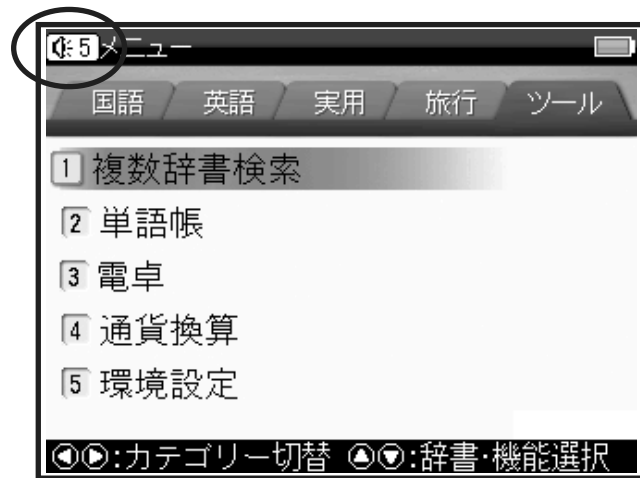 5 メニュー
国語 英語 実用 旅行 ツール
1 複数辞書検索
2 単語帳
3 電卓
4 通貨換算
5 環境設定
◀▶:カテゴリー切替 ▲▼:辞書・機能選択